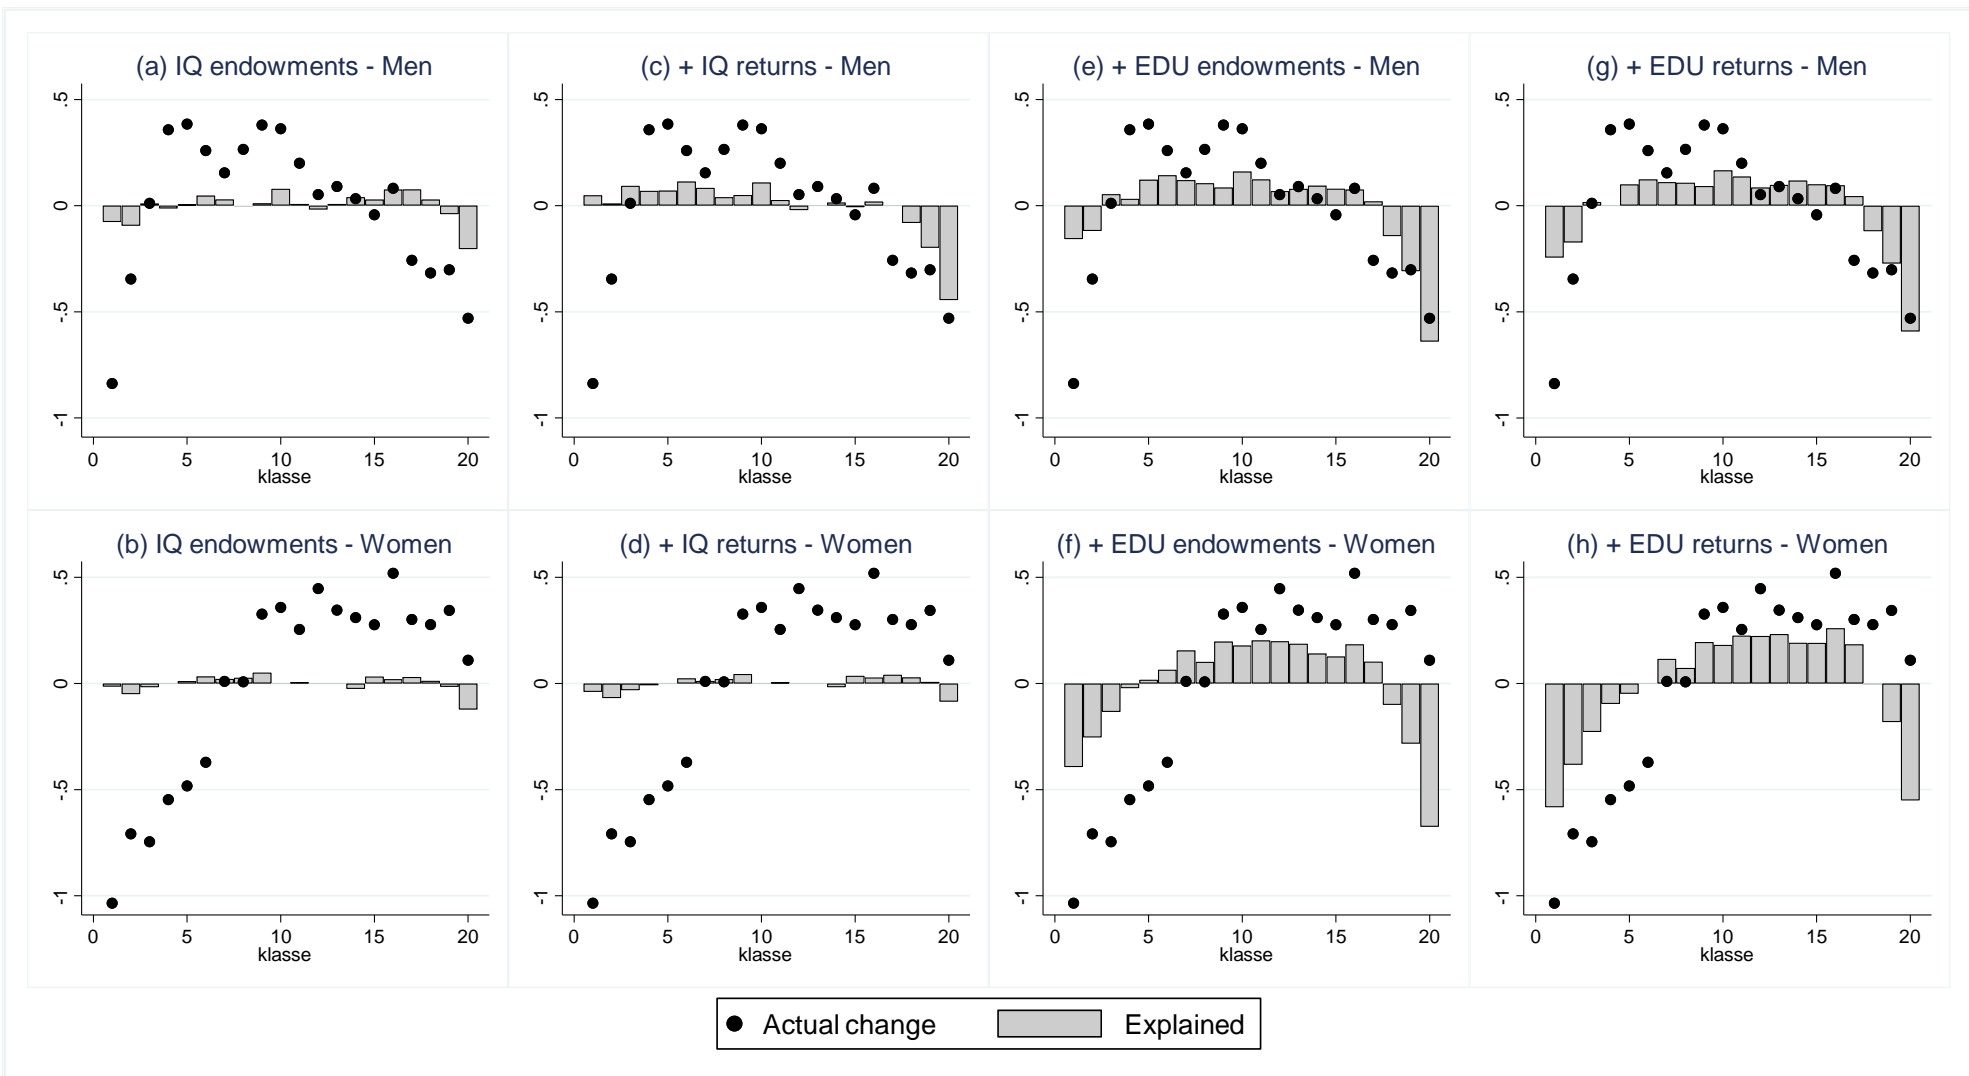 (a) IQ endowments - Men
.5
0
-.5
-1
0 5 10 15 20
klasse
(c) + IQ returns - Men
.5
0
-.5
-1
0 5 10 15 20
klasse
(e) + EDU endowments - Men
.5
0
-.5
-1
0 5 10 15 20
klasse
(g) + EDU returns - Men
.5
0
-.5
-1
0 5 10 15 20
klasse
(b) IQ endowments - Women
.5
0
-.5
-1
0 5 10 15 20
klasse
(d) + IQ returns - Women
.5
0
-.5
-1
0 5 10 15 20
klasse
(f) + EDU endowments - Women
.5
0
-.5
-1
0 5 10 15 20
klasse
(h) + EDU returns - Women
.5
0
-.5
-1
0 5 10 15 20
klasse
Actual change Explained